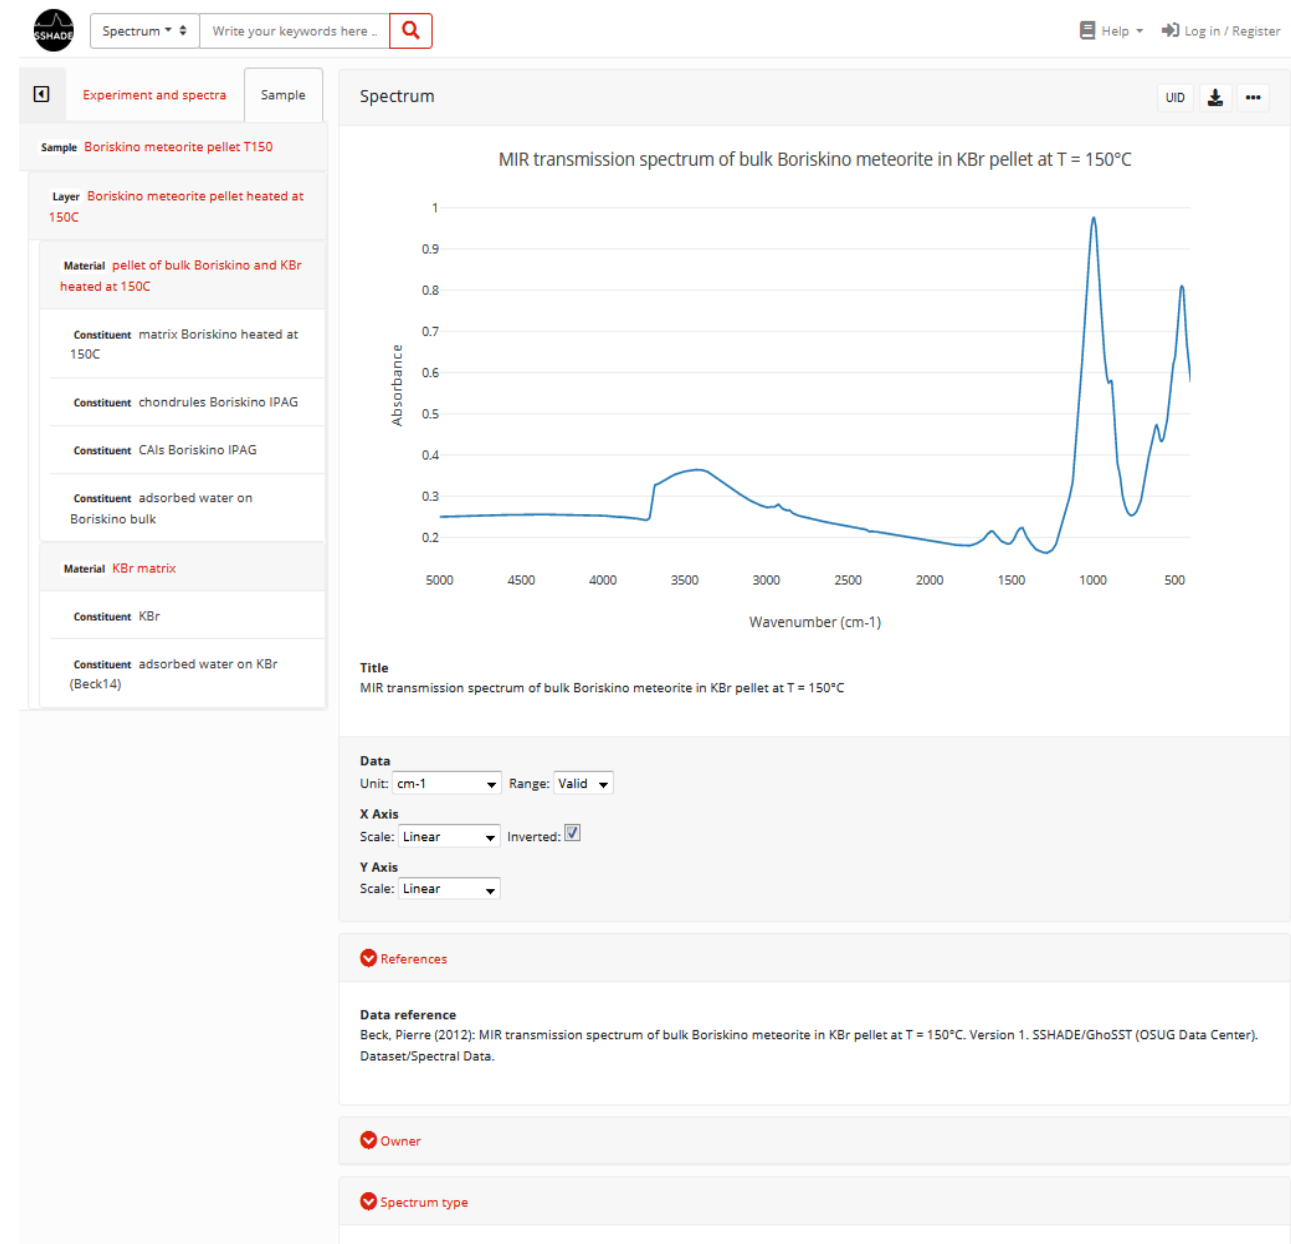 SSHADE
Spectrum
Write your keywords here ..
Help
Log in / Register
Experiment and spectra
Sample
Sample Boriskino meteorite pellet T150
Layer Boriskino meteorite pellet heated at
150C
Material pellet of bulk Boriskino and KBr
heated at 150C
Constituent matrix Boriskino heated at
150C
Constituent chondrules Boriskino IPAG
Constituent CAIs Boriskino IPAG
Constituent adsorbed water on
Boriskino bulk
Material KBr matrix
Constituent KBr
Constituent adsorbed water on KBr
(Beck14)
Spectrum
UID
MIR transmission spectrum of bulk Boriskino meteorite in KBr pellet at T = 150°C
1
0.9
0.8
0.7
0.6
0.5
0.4
0.3
0.2
Absorbance
5000 4500 4000 3500 3000 2500 2000 1500 1000 500
Wavenumber (cm-1)
Title
MIR transmission spectrum of bulk Boriskino meteorite in KBr pellet at T = 150°C
Data
Unit: cm-1 Range: Valid
X Axis
Scale: Linear Inverted:
Y Axis
Scale: Linear
References
Data reference
Beck, Pierre (2012): MIR transmission spectrum of bulk Boriskino meteorite in KBr pellet at T = 150°C. Version 1. SSHADE/GhoSST (OSUG Data Center).
Dataset/Spectral Data.
Owner
Spectrum type